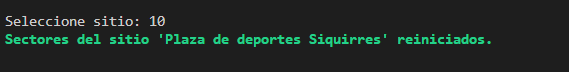 Seleccione sitio: 10
Sectores del sitio 'Plaza de deportes Siquirres' reiniciados.